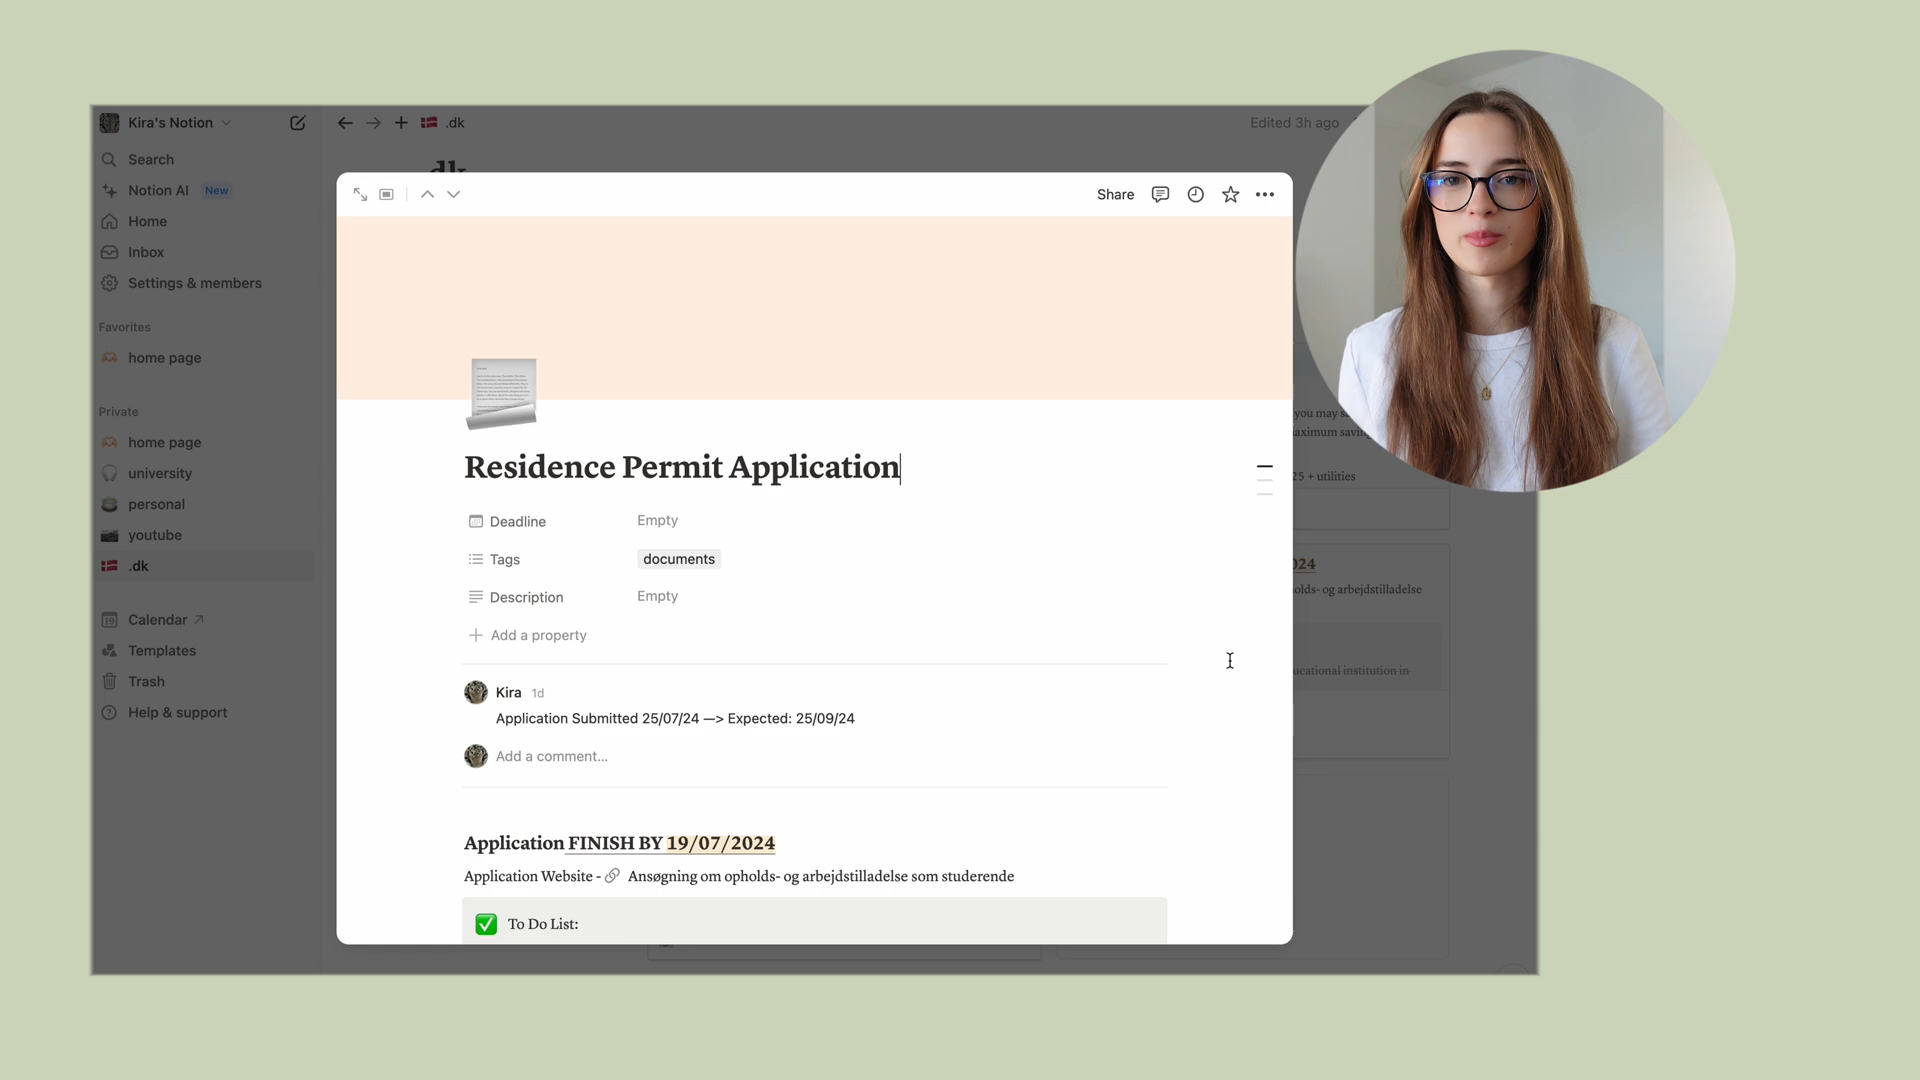 Kira's Notion
Search
Notion AI New
Home
Inbox
Settings & members
Favorites
home page
Private
home page
university
personal
youtube
.dk
Calendar
Templates
Trash
Help & support
.dk
Edited 3h ago
.dk
Share
Residence Permit Application
Deadline Empty
Tags documents
Description Empty
Add a property
Kira 1d
Application Submitted 25/07/24 —> Expected: 25/09/24
Add a comment...
Application FINISH BY 19/07/2024
Application Website - Ansøgning om opholds- og arbejdstilladelse som studerende
To Do List:
you may
25 + utilities
024
olds- og arbejdstilladelse
ucational institution in